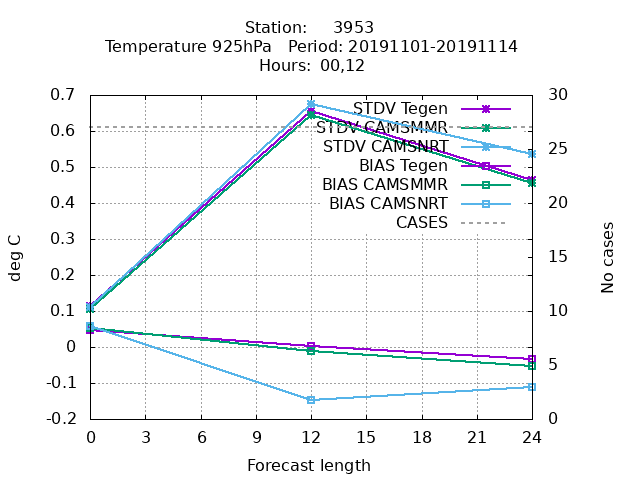 Station: 3953
Temperature 925hPa Period: 20191101-20191114
Hours: 00,12
0.7
0.6
0.5
0.4
0.3
0.2
0.1
0
-0.1
-0.2
deg C
STDV Tegen
STDV CAMSMMR
STDV CAMSNRT
BIAS Tegen
BIAS CAMSMMR
BIAS CAMSNRT
CASES
30
25
20
15
10
5
0
No cases
0 3 6 9 12 15 18 21 24
Forecast length